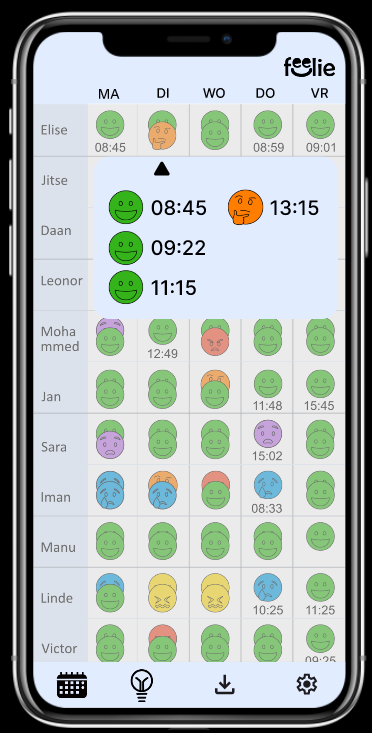 feelie
MA DI WO DO VR
Elise
08:45 08:59 09:01
Jitse
08:45 13:15
Daan
09:22
Leonor
11:15
Moha
mmed
12:49
Jan
11:48 15:45
Sara
15:02
Iman
08:33
Manu
Linde
10:25 11:25
Victor
09:25